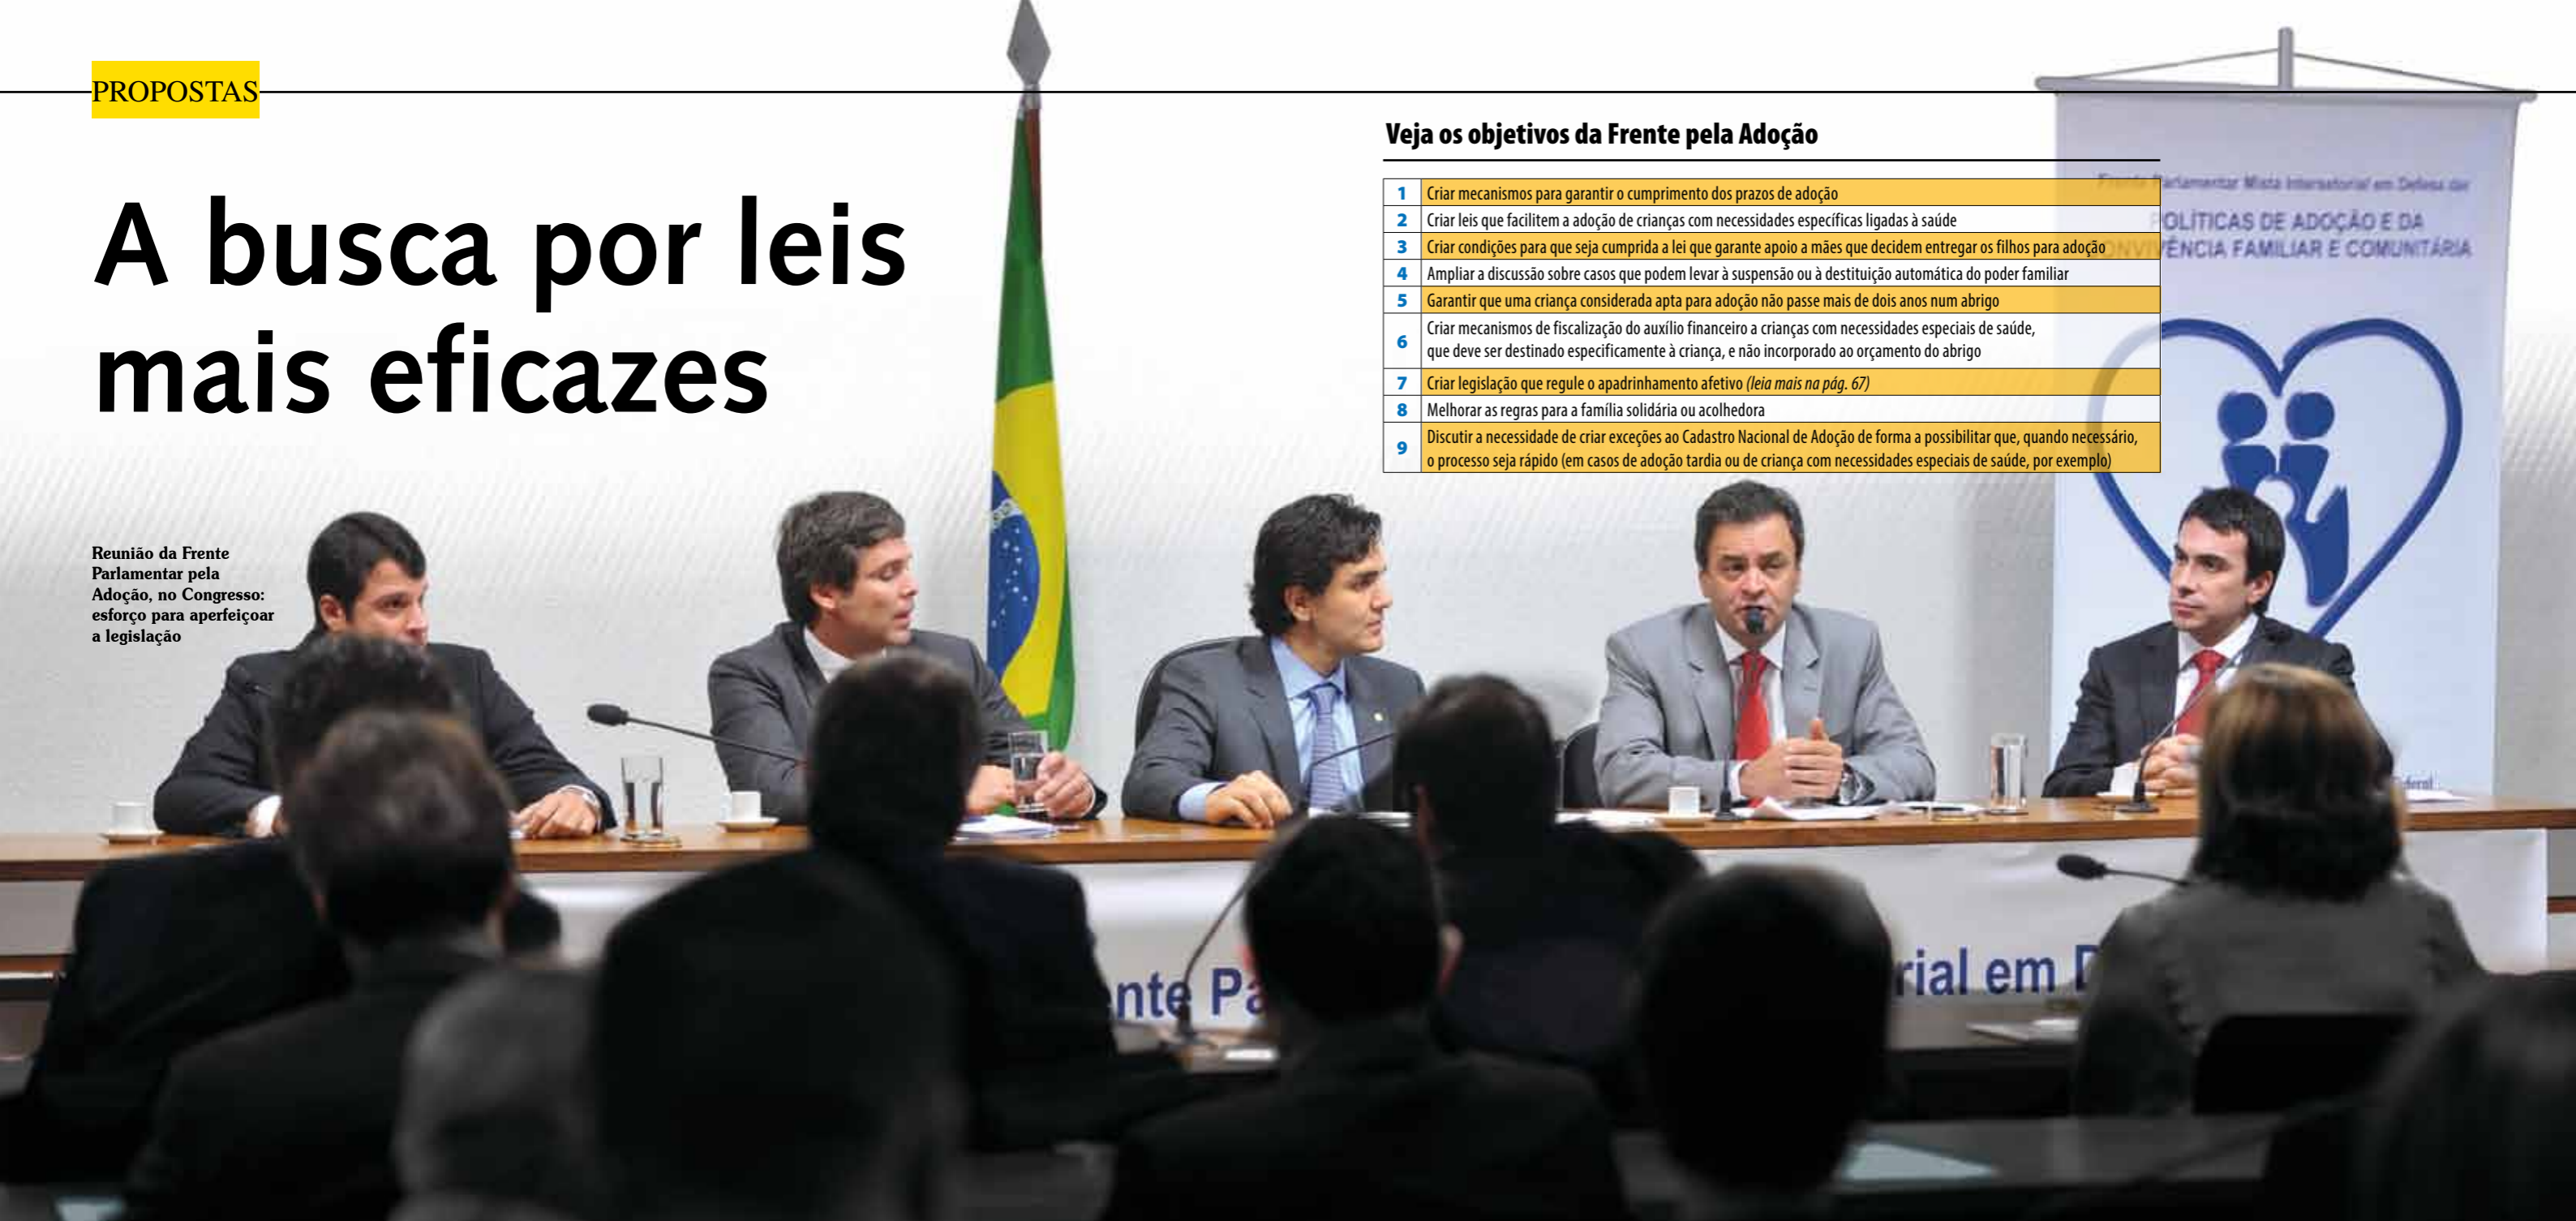 PROPOSTAS
A busca por leis
mais eficazes
Reunião da Frente
Parlamentar pela
Adoção, no Congresso:
esforço para aperfeiçoar
a legislação
Veja os objetivos da Frente pela Adoção
1 Criar mecanismos para garantir o cumprimento dos prazos de adoção
2 Criar leis que facilitem a adoção de crianças com necessidades específicas ligadas à saúde
3 Criar condições para que seja cumprida a lei que garante apoio a mães que decidem entregar os filhos para adoção
4 Ampliar a discussão sobre casos que podem levar à suspensão ou à destituição automática do poder familiar
5 Garantir que uma criança considerada apta para adoção não passe mais de dois anos num abrigo
6 Criar mecanismos de fiscalização do auxílio financeiro a crianças com necessidades especiais de saúde,
que deve ser destinado especificamente à criança, e não incorporado ao orçamento do abrigo
7 Criar legislação que regule o apadrinhamento afetivo (leia mais na pág. 67)
8 Melhorar as regras para a família solidária ou acolhedora
9 Discutir a necessidade de criar exceções ao Cadastro Nacional de Adoção de forma a possibilitar que, quando necessário,
o processo seja rápido (em casos de adoção tardia ou de criança com necessidades especiais de saúde, por exemplo)
Frente Parlamentar Mista Intersetorial em Defesa das
POLÍTICAS DE ADOÇÃO E DA
CONVIVÊNCIA FAMILIAR E COMUNITÁRIA
nte Pa rial em D